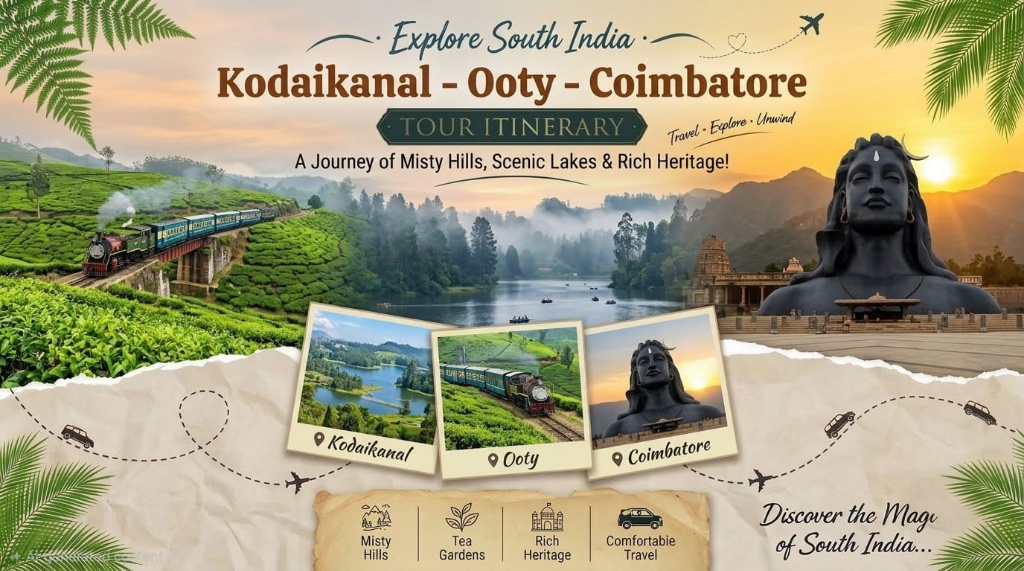 Explore South India
Kodaikanal - Ooty - Coimbatore
TOUR ITINERARY
Travel • Explore • Unwind
A Journey of Misty Hills, Scenic Lakes & Rich Heritage!
Kodaikanal
Ooty
Coimbatore
Misty
Hills
Tea
Gardens
Rich
Heritage
Comfortable
Travel
Discover the Magi
of South India...